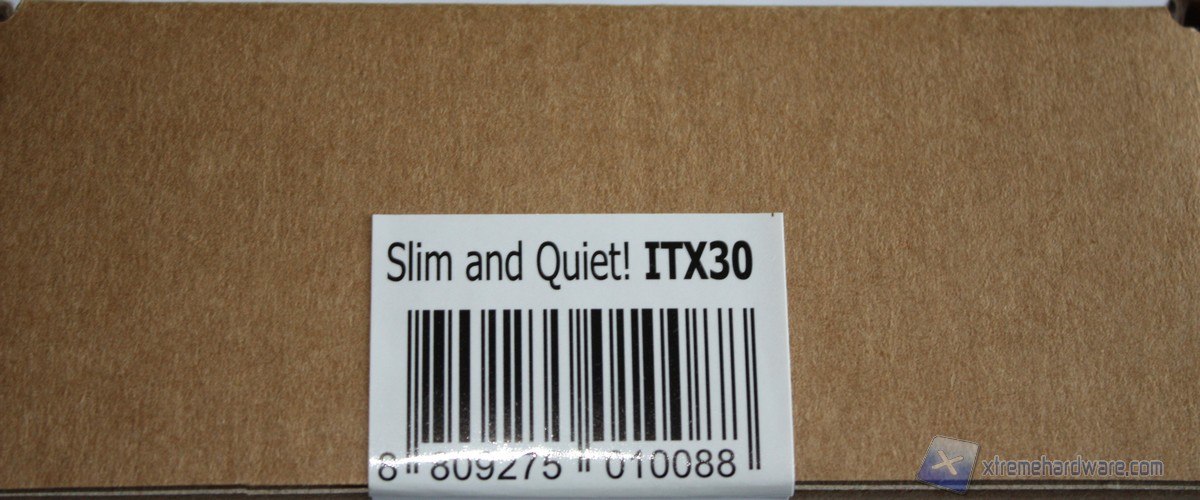 Slim and Quiet! ITX30
8 809275 010088
xtremehardware.com